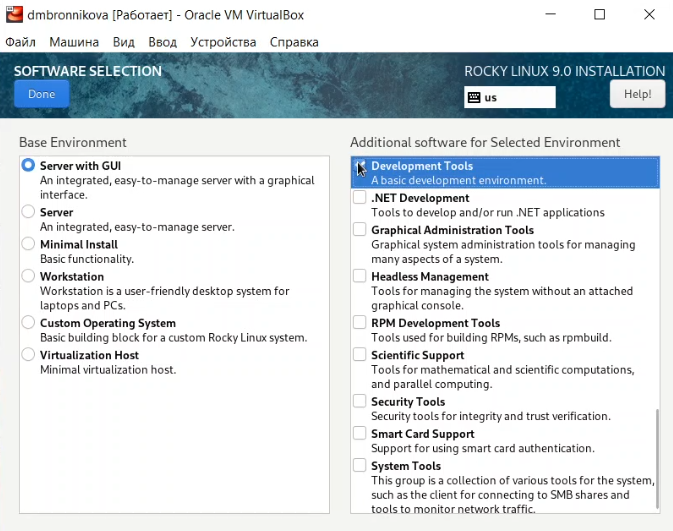 dmbronnikova [Работает] - Oracle VM VirtualBox
Файл Машина Вид Ввод Устройства Справка
SOFTWARE SELECTION
ROCKY LINUX 9.0 INSTALLATION
Done
us
Help!
Base Environment
Server with GUI
An integrated, easy-to-manage server with a graphical
interface.
Server
An integrated, easy-to-manage server.
Minimal Install
Basic functionality.
Workstation
Workstation is a user-friendly desktop system for
laptops and PCs.
Custom Operating System
Basic building block for a custom Rocky Linux system.
Virtualization Host
Minimal virtualization host.
Additional software for Selected Environment
Development Tools
A basic development environment.
.NET Development
Tools to develop and/or run .NET applications
Graphical Administration Tools
Graphical system administration tools for managing
many aspects of a system.
Headless Management
Tools for managing the system without an attached
graphical console.
RPM Development Tools
Tools used for building RPMs, such as rpmbuild.
Scientific Support
Tools for mathematical and scientific computations,
and parallel computing.
Security Tools
Security tools for integrity and trust verification.
Smart Card Support
Support for using smart card authentication.
System Tools
This group is a collection of various tools for the system,
such as the client for connecting to SMB shares and
tools to monitor network traffic.